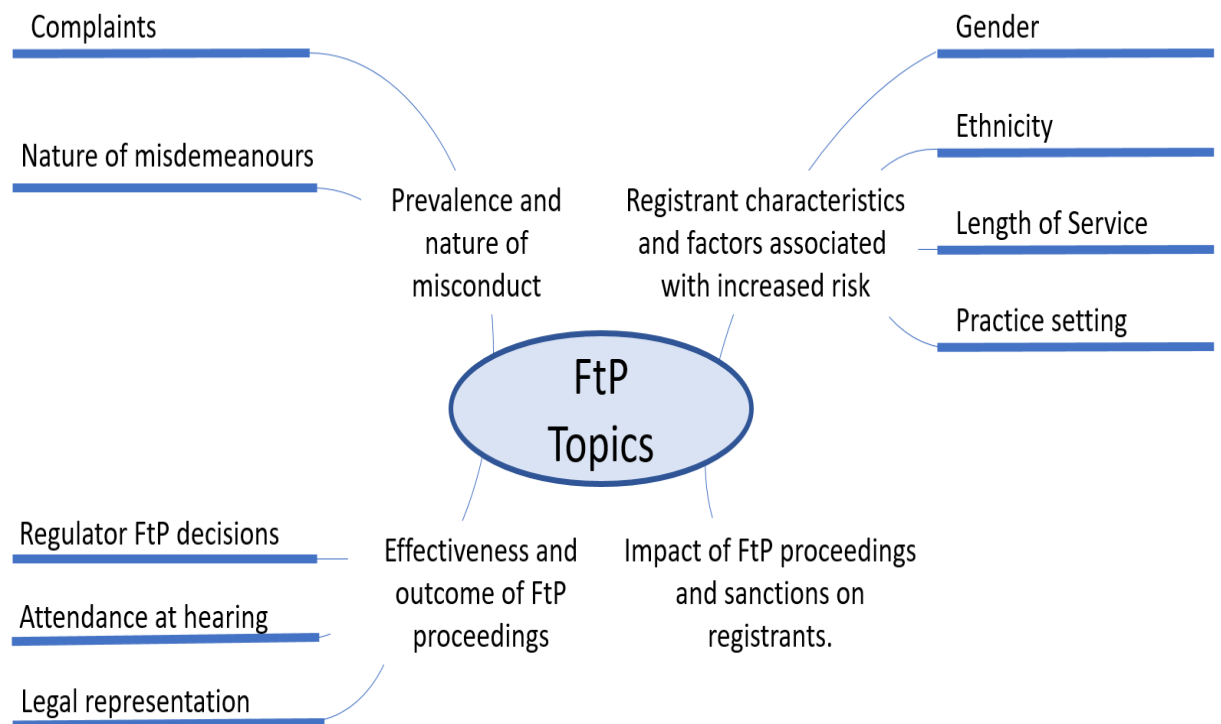 Complaints
Nature of misdemeanours
Prevalence and
nature of
misconduct
Registrant characteristics
and factors associated
with increased risk
Gender
Ethnicity
Length of Service
Practice setting
FtP
Topics
Regulator FtP decisions
Attendance at hearing
Legal representation
Effectiveness and
outcome of FtP
proceedings
Impact of FtP proceedings
and sanctions on
registrants.